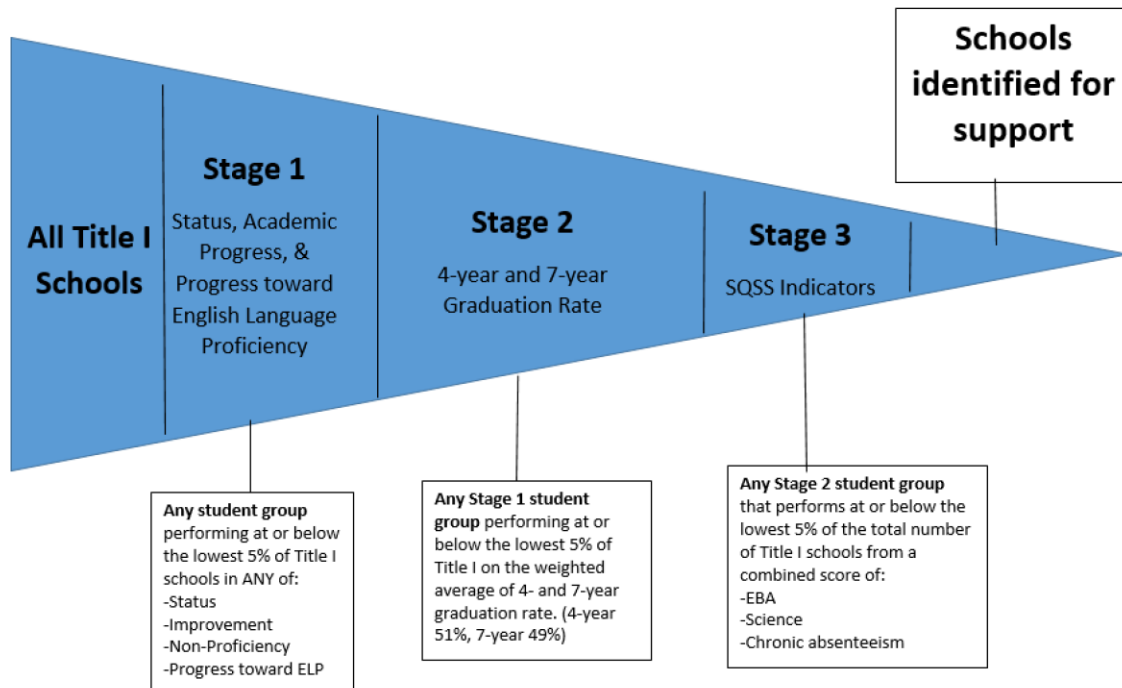 All Title I
Schools
Stage 1
Status, Academic
Progress, &
Progress toward
English Language
Proficiency
Stage 2
4-year and 7-year
Graduation Rate
Stage 3
SQSS Indicators
Schools
identified for
support
Any student group
performing at or below
the lowest 5% of Title I
schools in ANY of:
-Status
-Improvement
-Non-Proficiency
-Progress toward ELP
Any Stage 1 student
group performing at or
below the lowest 5% of
Title I on the weighted
average of 4- and 7-year
graduation rate. (4-year
51%, 7-year 49%)
Any Stage 2 student group
that performs at or below the
lowest 5% of the total number
of Title I schools from a
combined score of:
-EBA
-Science
-Chronic absenteeism